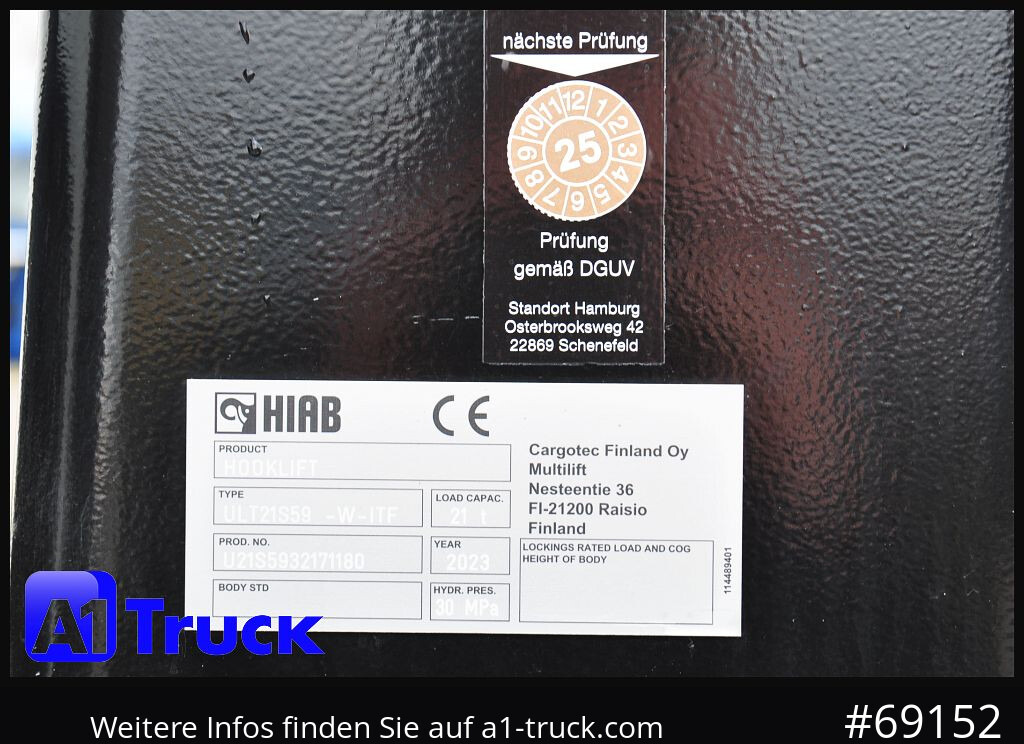 nächste Prüfung
10 11 12 1 2
9 25 3
8 7 6 5 4
Prüfung
gemäß DGUV
Standort Hamburg
Osterbrooksweg 42
22869 Schenefeld
HIAB CE
PRODUCT
HOOKLIFT
TYPE
ULT21S59 -W-ITF
LOAD CAPAC.
21 t
PROD. NO.
U21S5932171180
YEAR
2023
BODY STD
HYDR. PRES.
30 MPa
Cargotec Finland Oy
Multilift
Nesteentie 36
FI-21200 Raisio
Finland
LOCKINGS RATED LOAD AND COG
HEIGHT OF BODY
114489401
A1 Truck
Weitere Infos finden Sie auf a1-truck.com
#69152